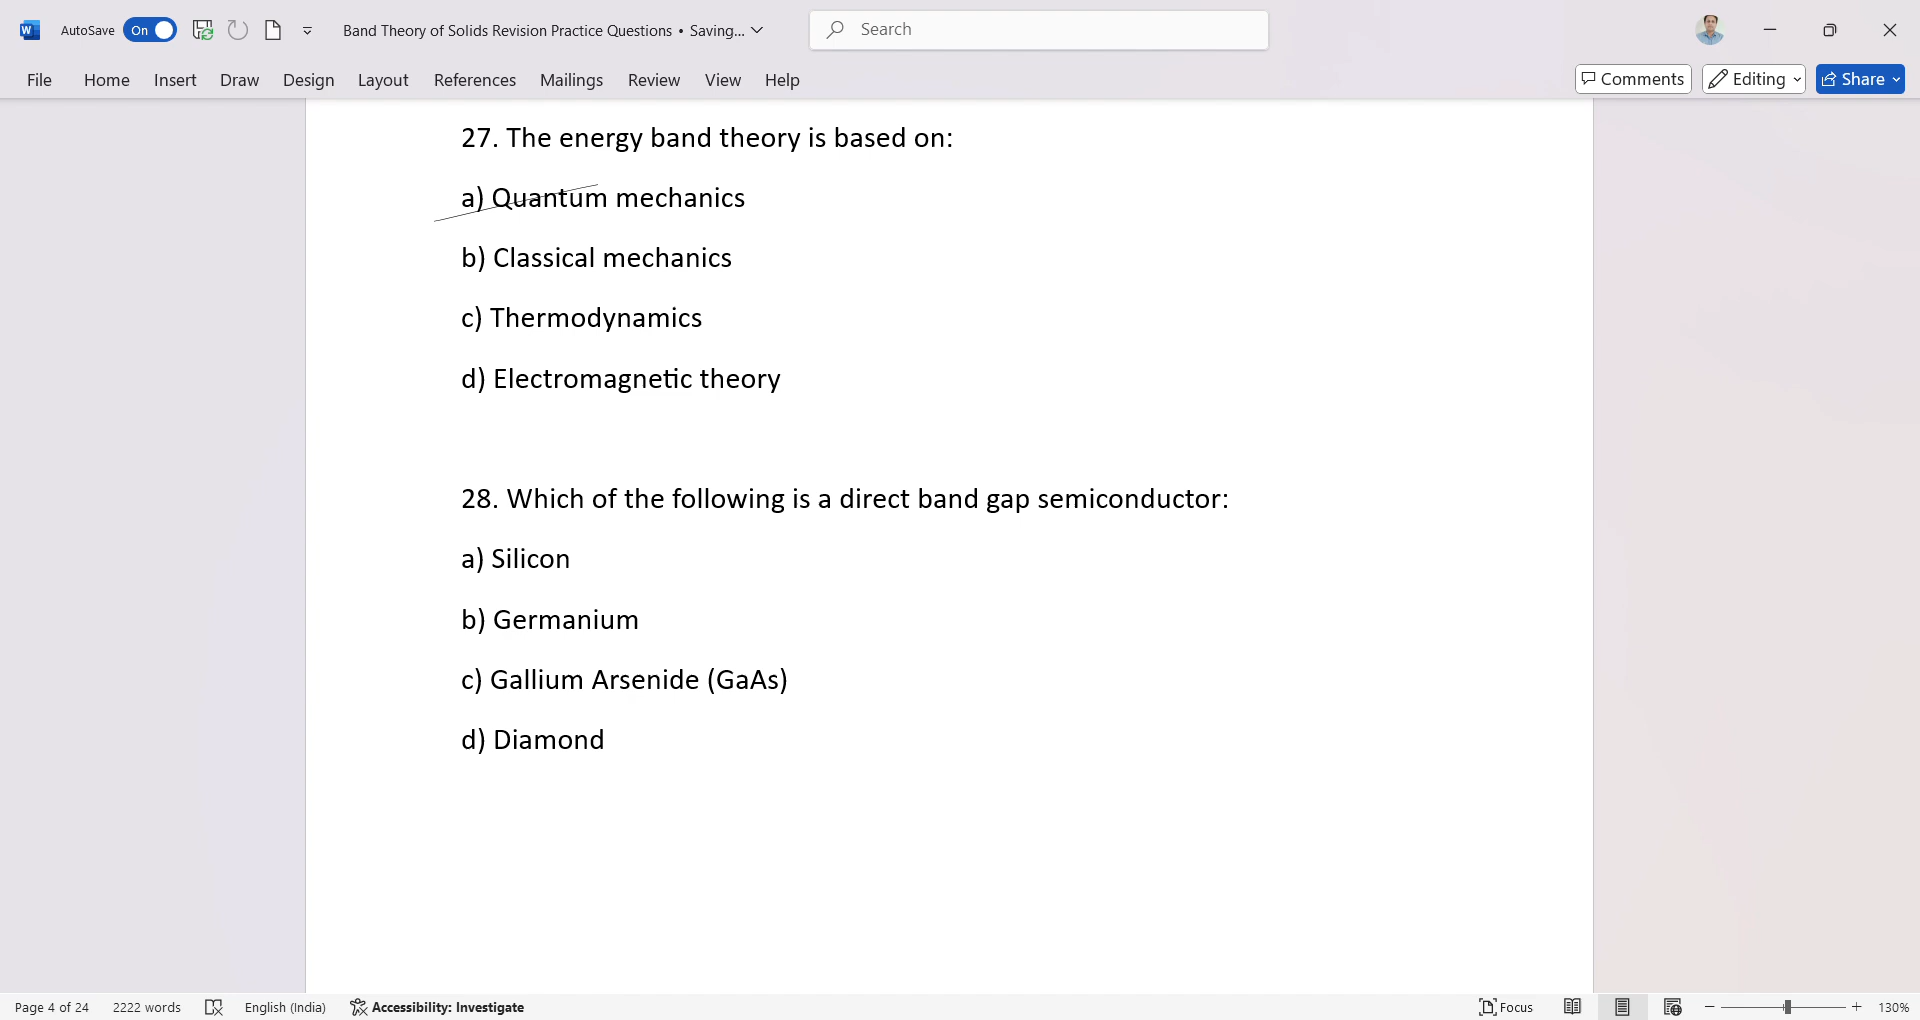 W AutoSave On Band Theory of Solids Revision Practice Questions • Saving... Search
File Home Insert Draw Design Layout References Mailings Review View Help Comments Editing Share
27. The energy band theory is based on:
a) Quantum mechanics
b) Classical mechanics
c) Thermodynamics
d) Electromagnetic theory
28. Which of the following is a direct band gap semiconductor:
a) Silicon
b) Germanium
c) Gallium Arsenide (GaAs)
d) Diamond
Page 4 of 24 2222 words English (India) Accessibility: Investigate Focus 130%